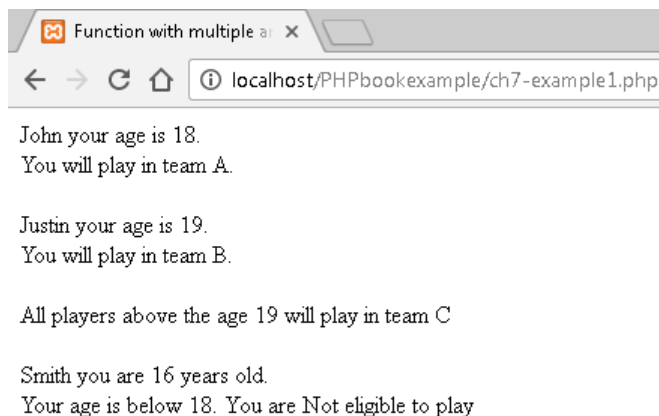 Function with multiple ar
localhost/PHPbookexample/ch7-example1.php
John your age is 18.
You will play in team A.
Justin your age is 19.
You will play in team B.
All players above the age 19 will play in team C
Smith you are 16 years old.
Your age is below 18. You are Not eligible to play